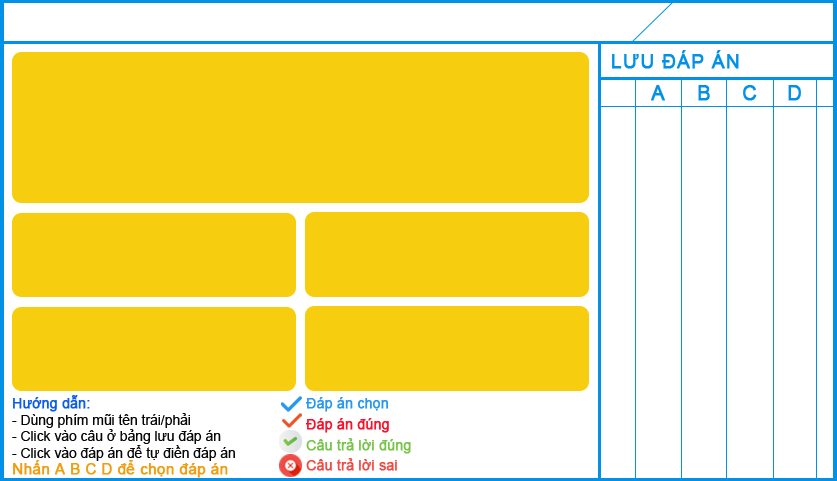 LƯU ĐÁP ÁN
A B C D
Hướng dẫn:
- Dùng phím mũi tên trái/phải
- Click vào câu ở bảng lưu đáp án
- Click vào đáp án để tự điền đáp án
Nhấn A B C D để chọn đáp án
Đáp án chọn
Đáp án đúng
Câu trả lời đúng
Câu trả lời sai